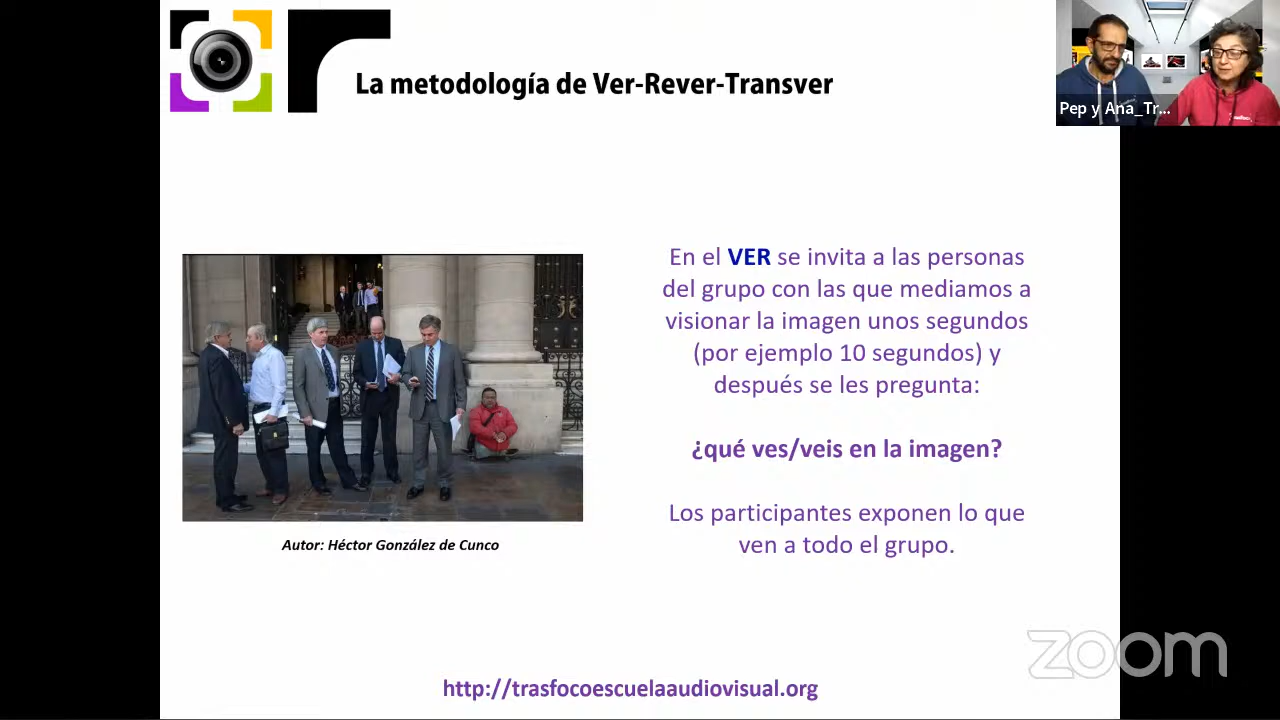 La metodología de Ver-Rever-Transver
Pep y Ana_Tr...
En el VER se invita a las personas
del grupo con las que mediamos a
visionar la imagen unos segundos
(por ejemplo 10 segundos) y
después se les pregunta:
¿qué ves/veis en la imagen?
Los participantes exponen lo que
ven a todo el grupo.
Autor: Héctor González de Cunco
zoom
http://trasfocoescuelaaudiovisual.org